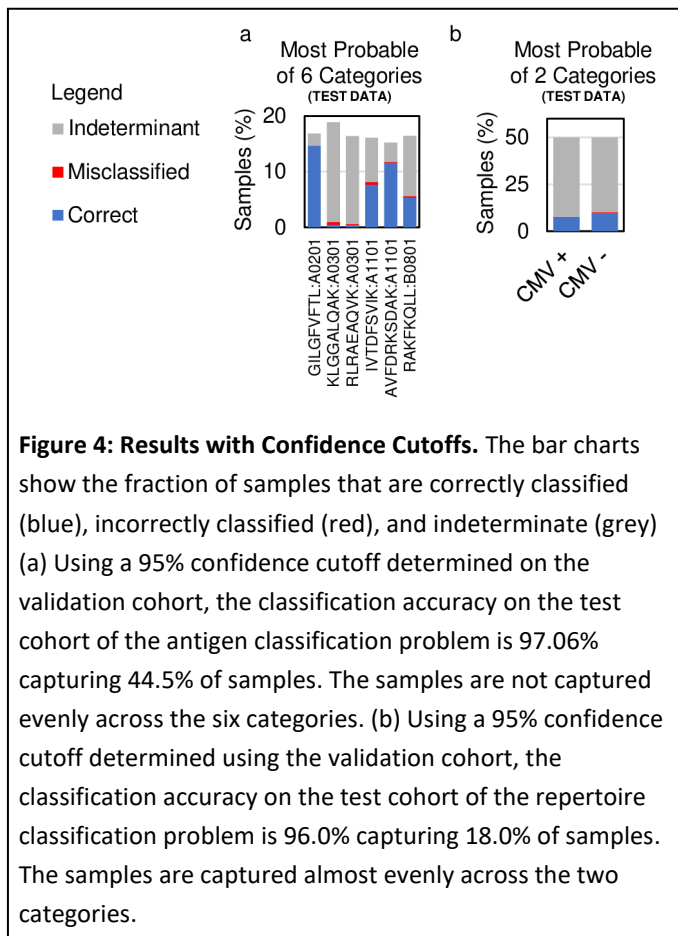 a
Most Probable
of 6 Categories
(TEST DATA)
b
Most Probable
of 2 Categories
(TEST DATA)
Legend
Indeterminant
Misclassified
Correct
Samples (%)
20
10
0
GILGFVFTL:A0201
KLGGALQAK:A0301
RLRAEAQVK:A0301
IVTDFSVIK:A1101
AVFDRKSDAK:A1101
RAKFKQLL:B0801
Samples (%)
50
25
0
CMV +
CMV -
Figure 4: Results with Confidence Cutoffs. The bar charts
show the fraction of samples that are correctly classified
(blue), incorrectly classified (red), and indeterminate (grey)
(a) Using a 95% confidence cutoff determined on the
validation cohort, the classification accuracy on the test
cohort of the antigen classification problem is 97.06%
capturing 44.5% of samples. The samples are not captured
evenly across the six categories. (b) Using a 95% confidence
cutoff determined using the validation cohort, the
classification accuracy on the test cohort of the repertoire
classification problem is 96.0% capturing 18.0% of samples.
The samples are captured almost evenly across the two
categories.